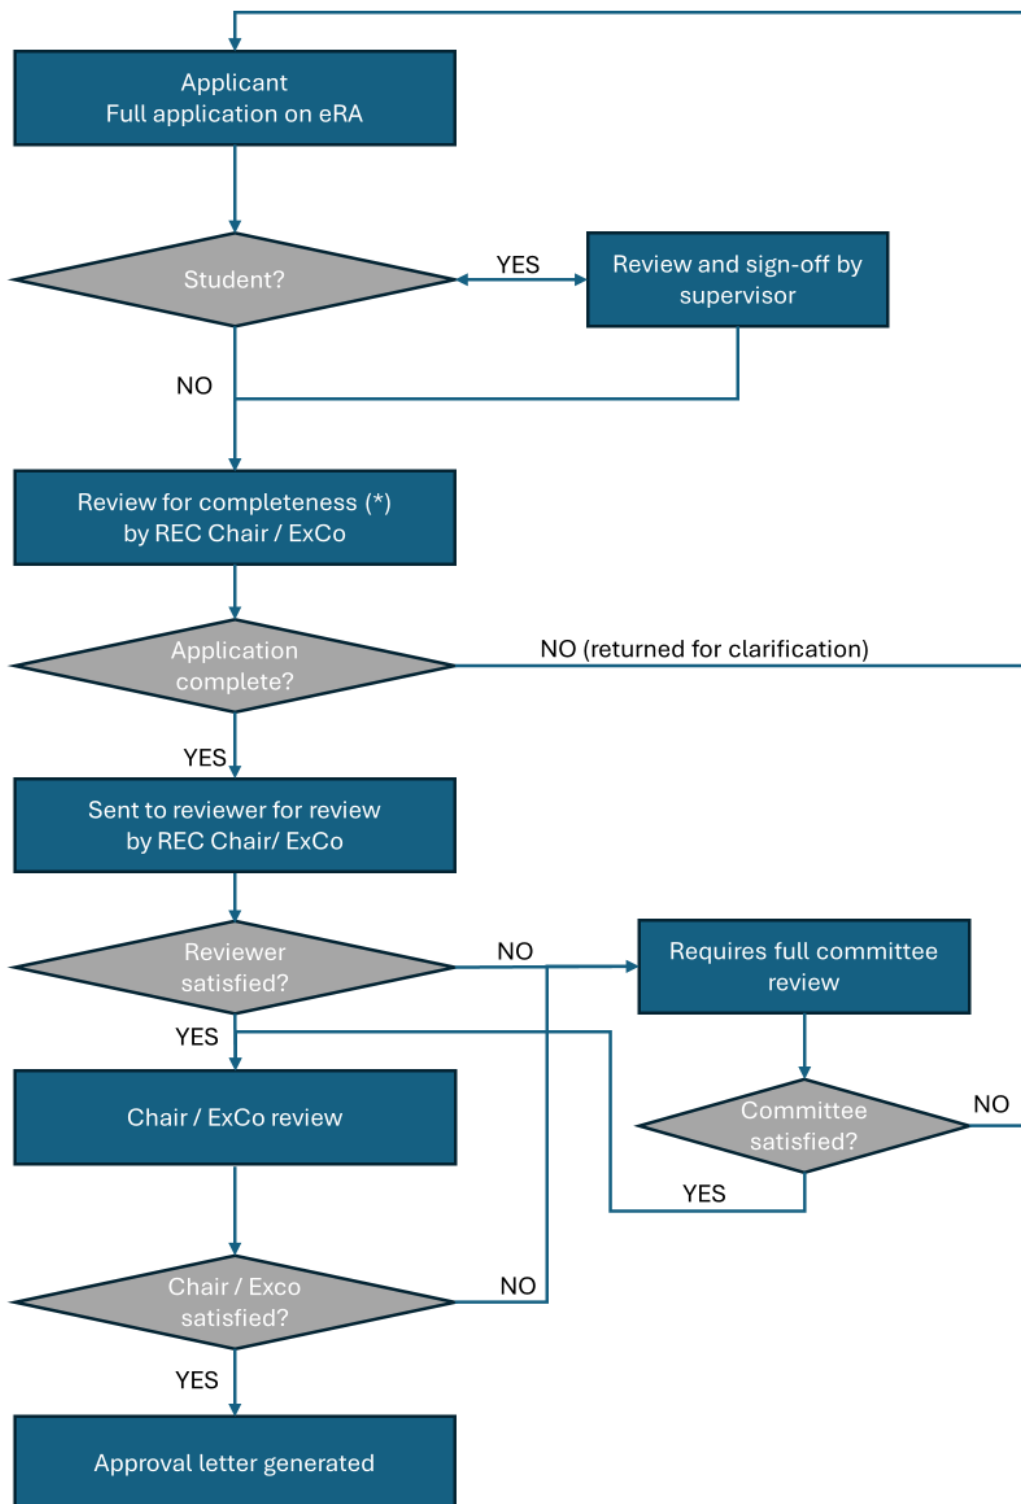 Applicant
Full application on eRA
Student?
YES
Review and sign-off by
supervisor
NO
Review for completeness (*)
by REC Chair / ExCo
Application
complete?
NO (returned for clarification)
YES
Sent to reviewer for review
by REC Chair/ ExCo
Reviewer
satisfied?
NO
Requires full committee
review
YES
Chair / ExCo review
Committee
satisfied?
NO
YES
Chair / Exco
satisfied?
NO
YES
Approval letter generated